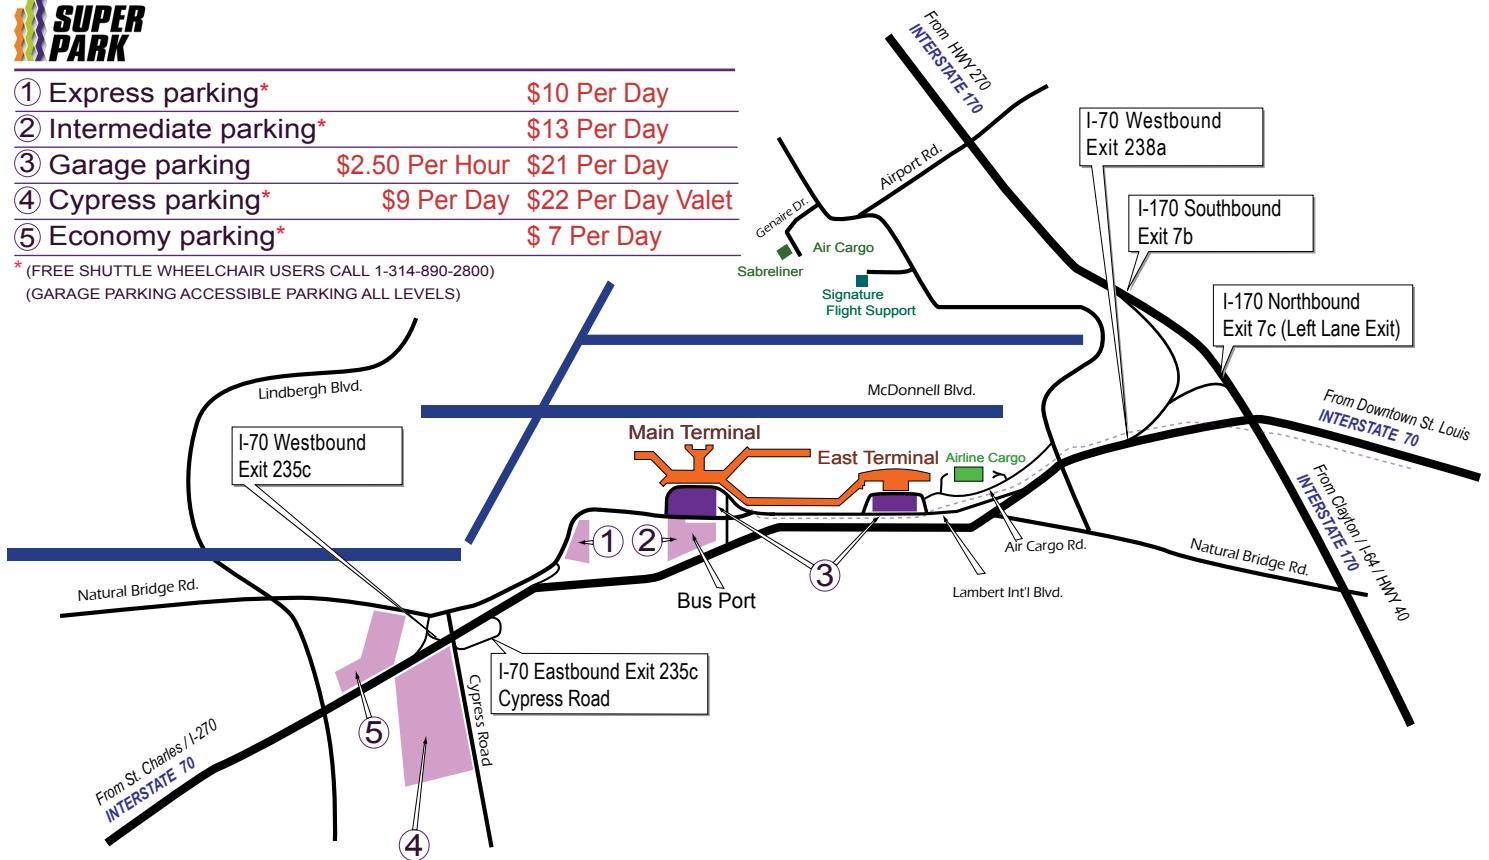 SUPER
PARK
1 Express parking* $10 Per Day
2 Intermediate parking* $13 Per Day
3 Garage parking $2.50 Per Hour $21 Per Day
4 Cypress parking* $9 Per Day $22 Per Day Valet
5 Economy parking* $ 7 Per Day
* (FREE SHUTTLE WHEELCHAIR USERS CALL 1-314-890-2800)
(GARAGE PARKING ACCESSIBLE PARKING ALL LEVELS)
From HWY 270
INTERSTATE 170
I-70 Westbound
Exit 238a
Airport Rd.
I-170 Southbound
Exit 7b
Genaire Dr.
Air Cargo
Sabreliner
Signature
Flight Support
I-170 Northbound
Exit 7c (Left Lane Exit)
Lindbergh Blvd.
McDonnell Blvd.
From Downtown St. Louis
INTERSTATE 70
I-70 Westbound
Exit 235c
Main Terminal
East Terminal
Airline Cargo
From Clayton / I-64 / HWY 40
INTERSTATE 170
1
2
3
Air Cargo Rd.
Natural Bridge Rd.
Natural Bridge Rd.
Lambert Int'l Blvd.
Bus Port
I-70 Eastbound Exit 235c
Cypress Road
Cypress Road
5
From St. Charles / I-270
INTERSTATE 70
4